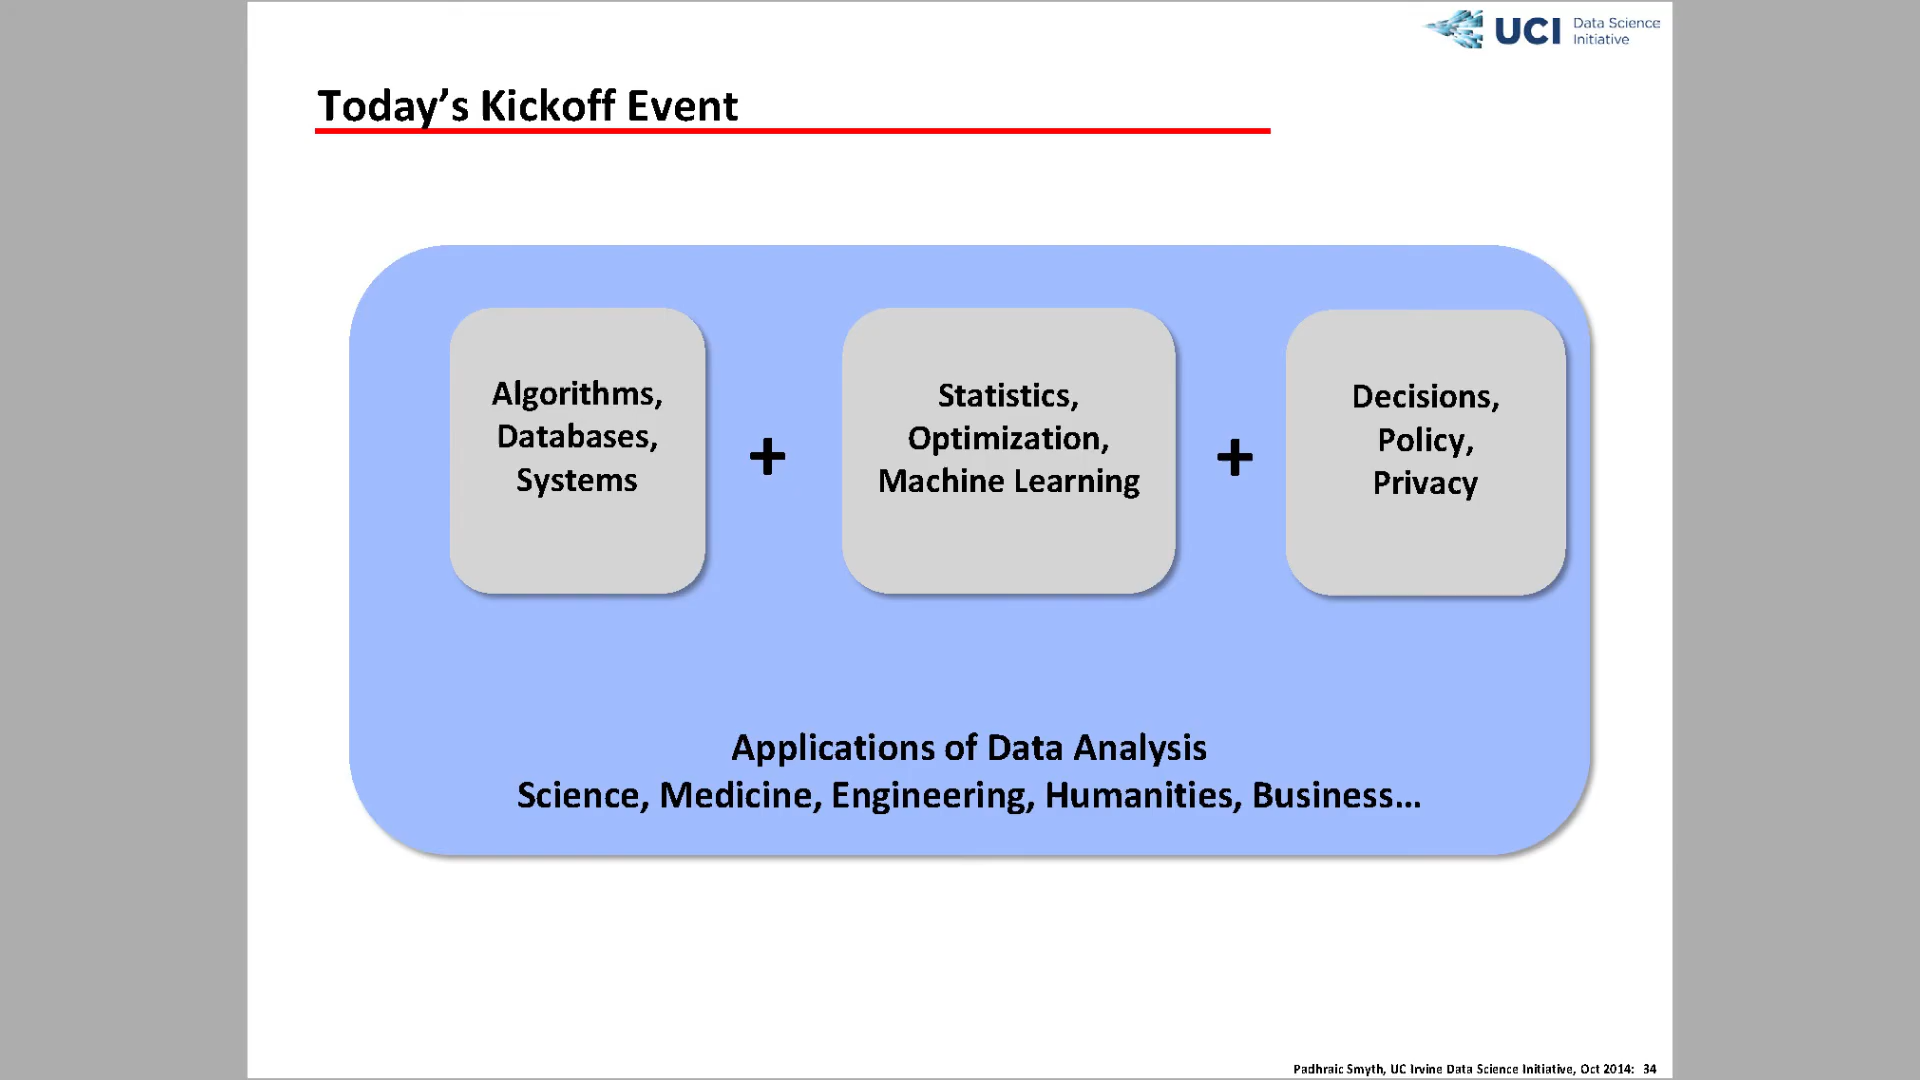 UCI Data Science
Initiative
Today's Kickoff Event
Algorithms,
Databases,
Systems
+
Statistics,
Optimization,
Machine Learning
+
Decisions,
Policy,
Privacy
Applications of Data Analysis
Science, Medicine, Engineering, Humanities, Business...
Padhraic Smyth, UC Irvine Data Science Initiative, Oct 2014: 34